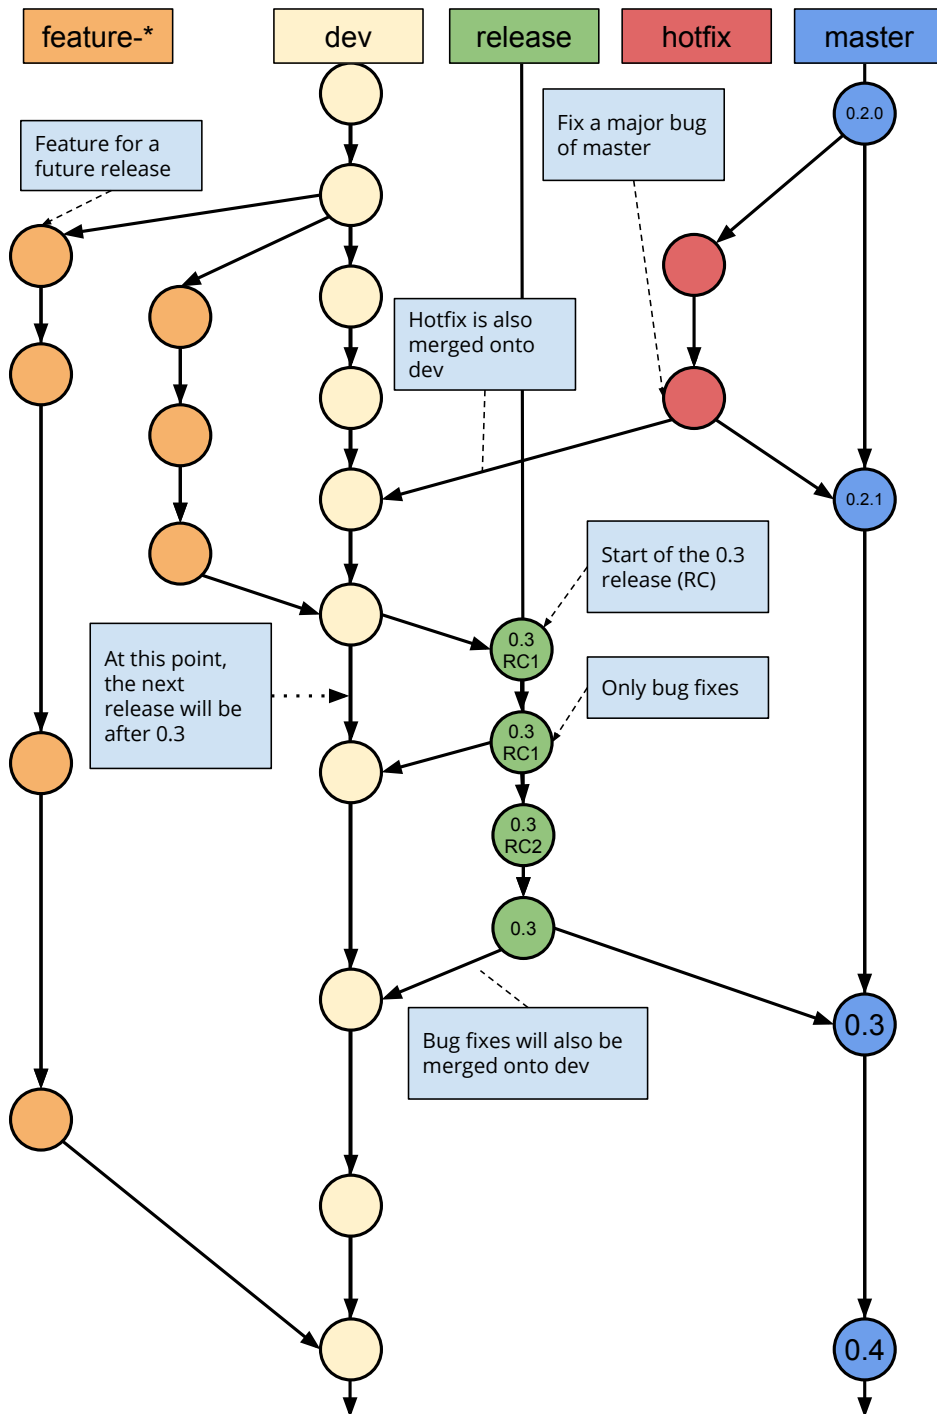 feature-*
dev
release
hotfix
master
0.2.0
Fix a major bug
of master
Feature for a
future release
Hotfix is also
merged onto
dev
0.2.1
Start of the 0.3
release (RC)
0.3
RC1
At this point,
the next
release will be
after 0.3
Only bug fixes
0.3
RC1
0.3
RC2
0.3
0.3
Bug fixes will also be
merged onto dev
0.4